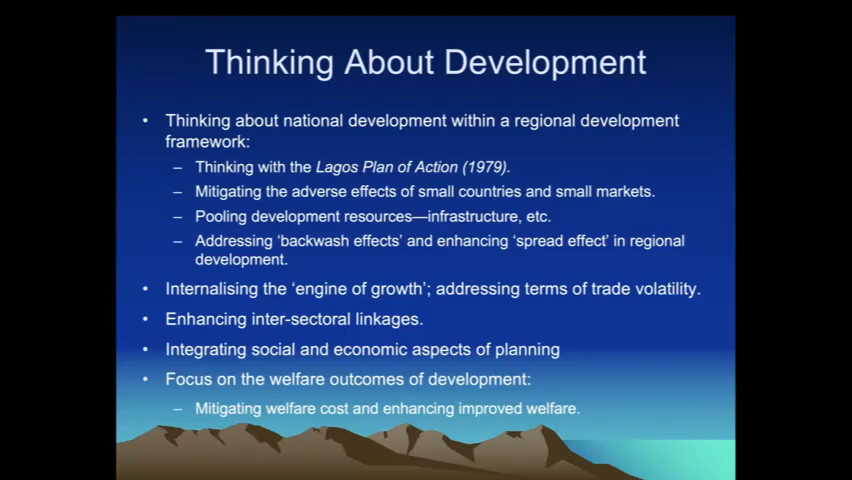 Thinking About Development
• Thinking about national development within a regional development
framework:
– Thinking with the Lagos Plan of Action (1979).
– Mitigating the adverse effects of small countries and small markets.
– Pooling development resources—infrastructure, etc.
– Addressing ‘backwash effects’ and enhancing ‘spread effect’ in regional
development.
• Internalising the ‘engine of growth’; addressing terms of trade volatility.
• Enhancing inter-sectoral linkages.
• Integrating social and economic aspects of planning
• Focus on the welfare outcomes of development:
– Mitigating welfare cost and enhancing improved welfare.